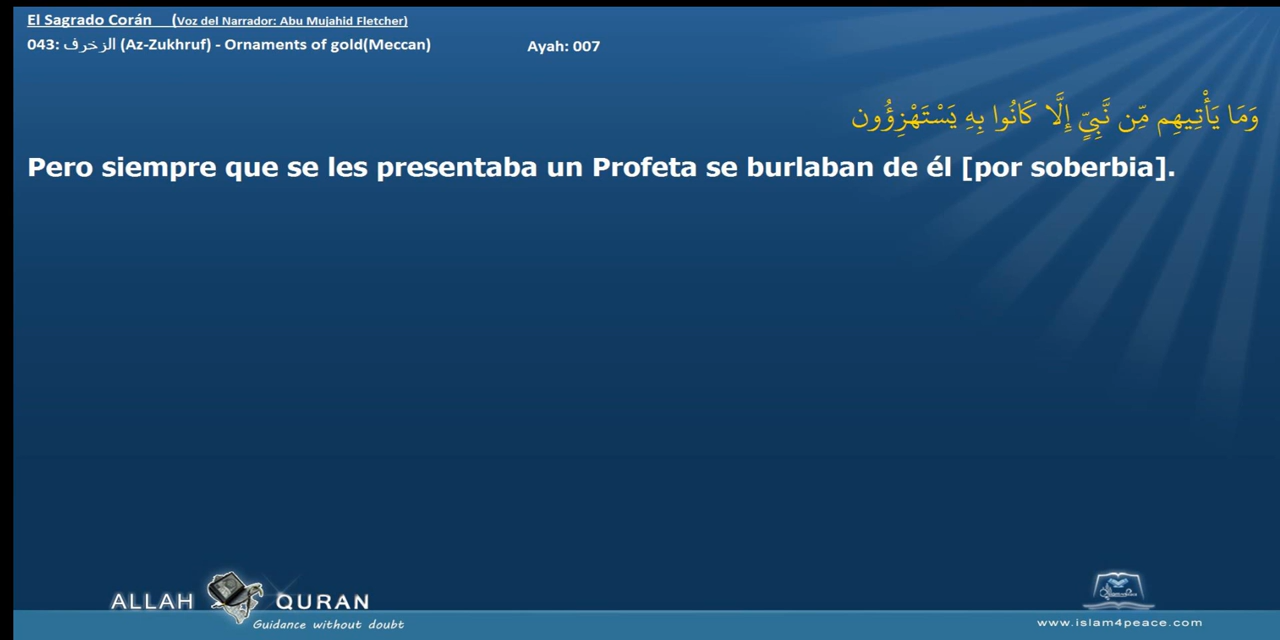 El Sagrado Corán (Voz del Narrador: Abu Mujahid Fletcher)
043: الزخرف (Az-Zukhruf) - Ornaments of gold(Meccan) Ayah: 007
وَمَا يَأْتِيهِم مِّن نَّبِيٍّ إِلَّا كَانُوا بِهِ يَسْتَهْزِؤُون
Pero siempre que se les presentaba un Profeta se burlaban de él [por soberbia].
ALLAH QURAN
Guidance without doubt
www.islam4peace.com